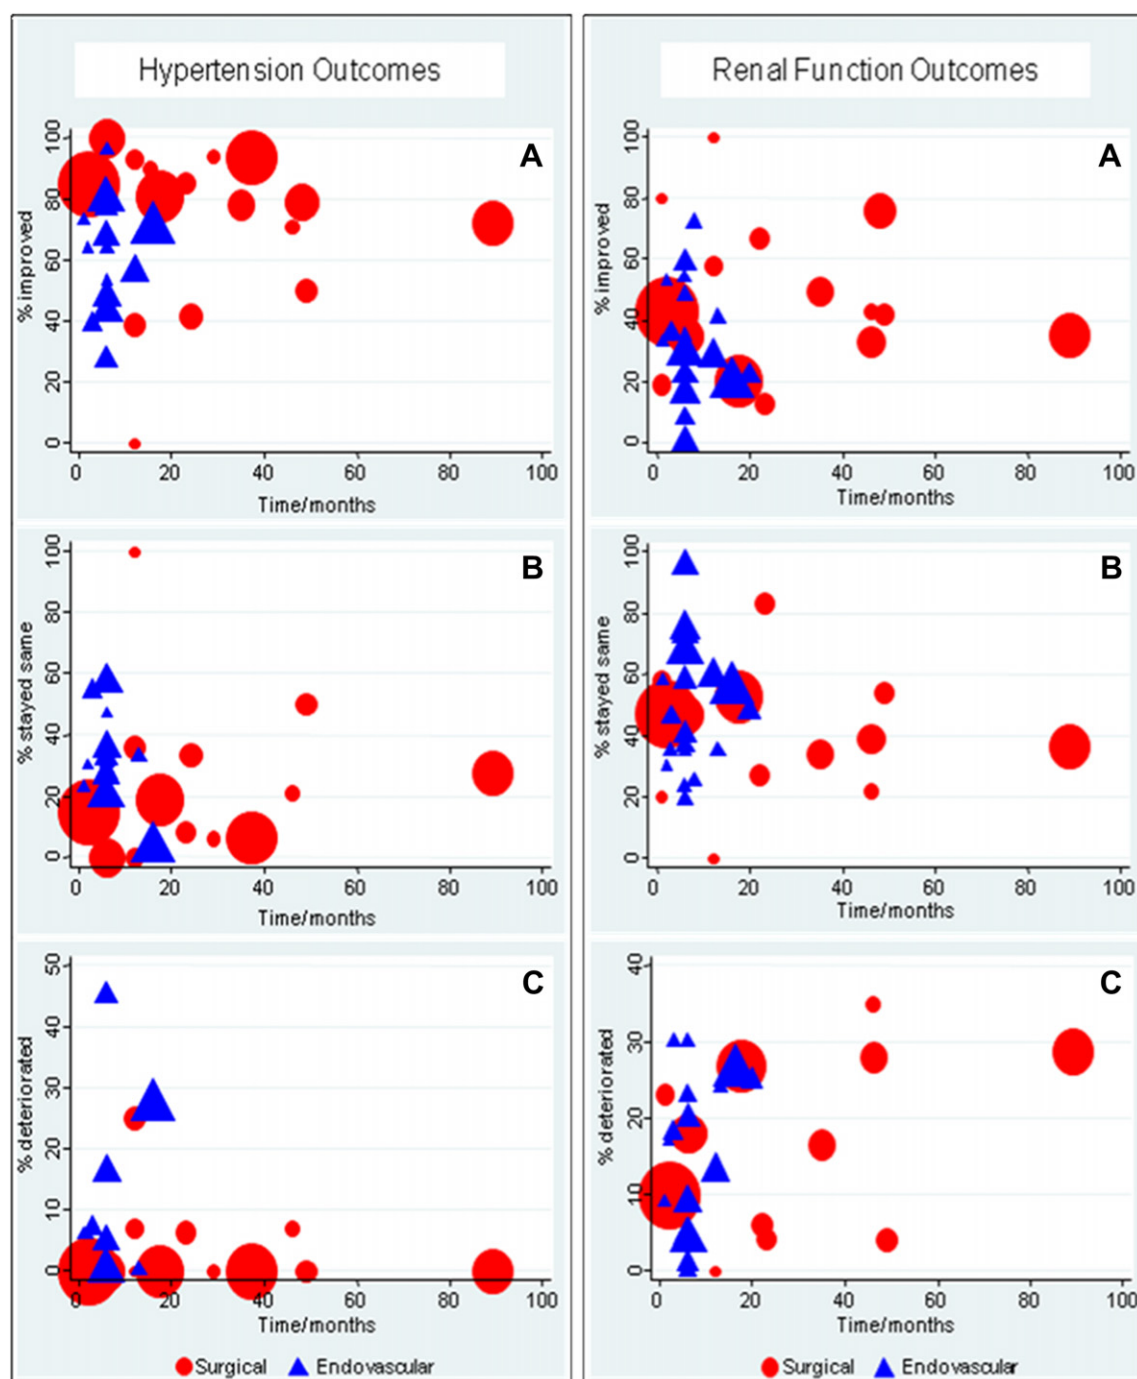 Hypertension Outcomes
A
% improved
0 20 40 60 80 100
0 20 40 60 80 100
Time/months
B
% stayed same
0 20 40 60 80 100
0 20 40 60 80 100
Time/months
C
% deteriorated
0 10 20 30 40 50
0 20 40 60 80 100
Time/months
Surgical Endovascular
Renal Function Outcomes
A
% improved
0 20 40 60 80 100
0 20 40 60 80 100
Time/months
B
% stayed same
0 20 40 60 80 100
0 20 40 60 80 100
Time/months
C
% deteriorated
0 10 20 30 40
0 20 40 60 80 100
Time/months
Surgical Endovascular